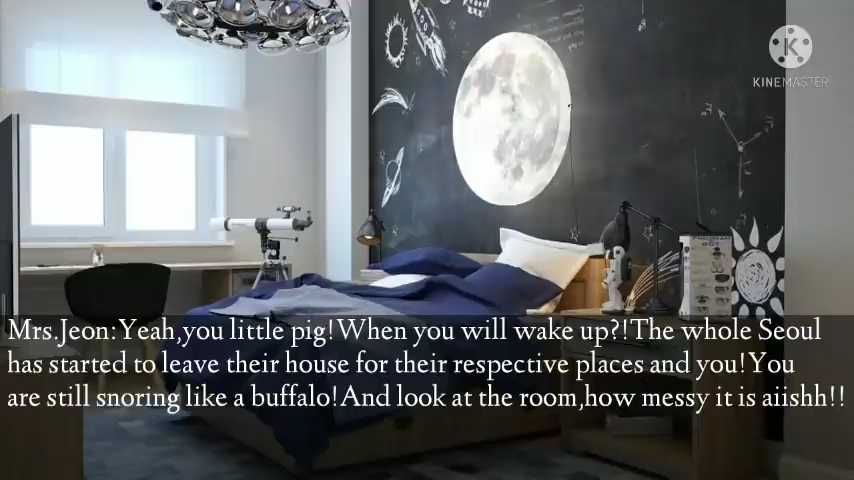 KINEMASTER
Mrs.Jeon:Yeah,you little pig!When you will wake up?!The whole Seoul
has started to leave their house for their respective places and you!You
are still snoring like a buffalo!And look at the room,how messy it is aiishh!!